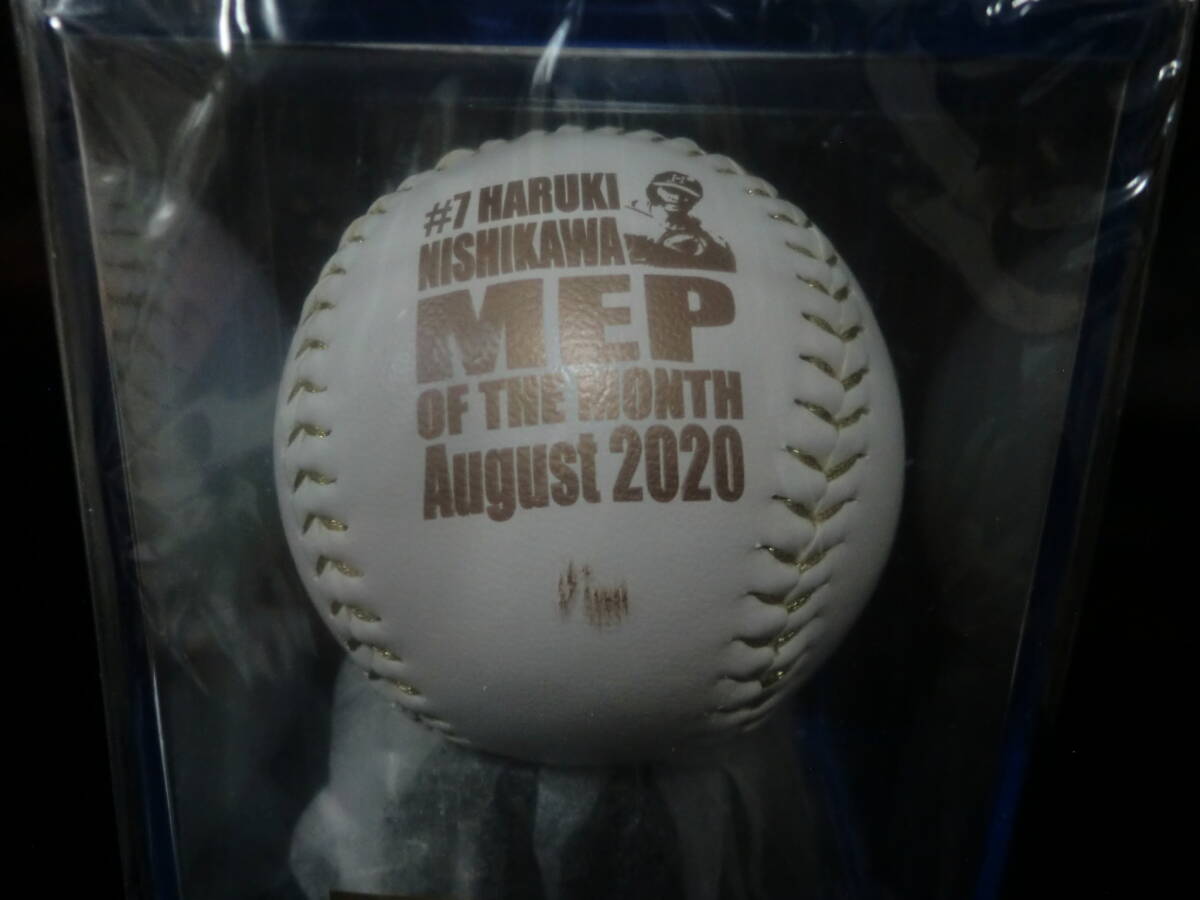 #7 HARUKI
NISHIKAWA
MEP
OF THE MONTH
August 2020